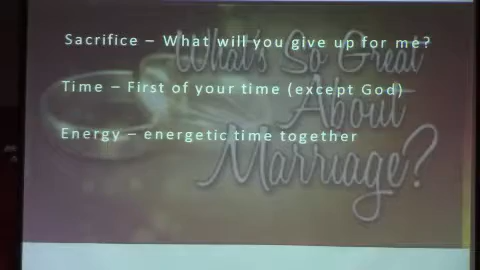 Sacrifice – What will you give up for me?
Time – First of your time (except God)
Energy – energetic time together
What's So Great
About
Marriage?